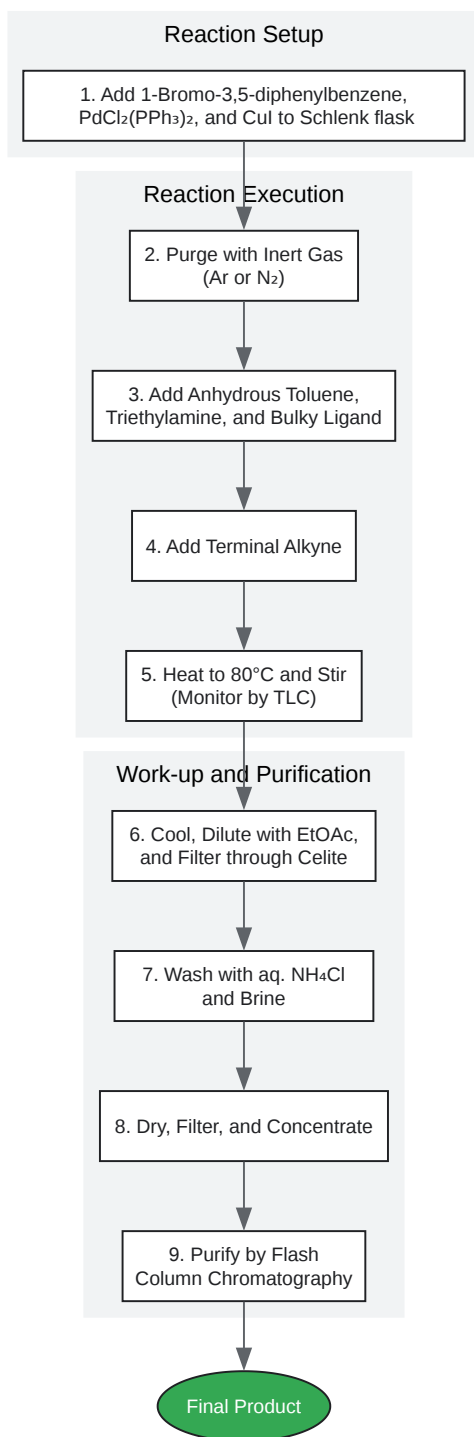 Reaction Setup
1. Add 1-Bromo-3,5-diphenylbenzene,
PdCl₂(PPh₃)₂, and CuI to Schlenk flask
Reaction Execution
2. Purge with Inert Gas
(Ar or N₂)
3. Add Anhydrous Toluene,
Triethylamine, and Bulky Ligand
4. Add Terminal Alkyne
5. Heat to 80°C and Stir
(Monitor by TLC)
Work-up and Purification
6. Cool, Dilute with EtOAc,
and Filter through Celite
7. Wash with aq. NH₄Cl
and Brine
8. Dry, Filter, and Concentrate
9. Purify by Flash
Column Chromatography
Final Product